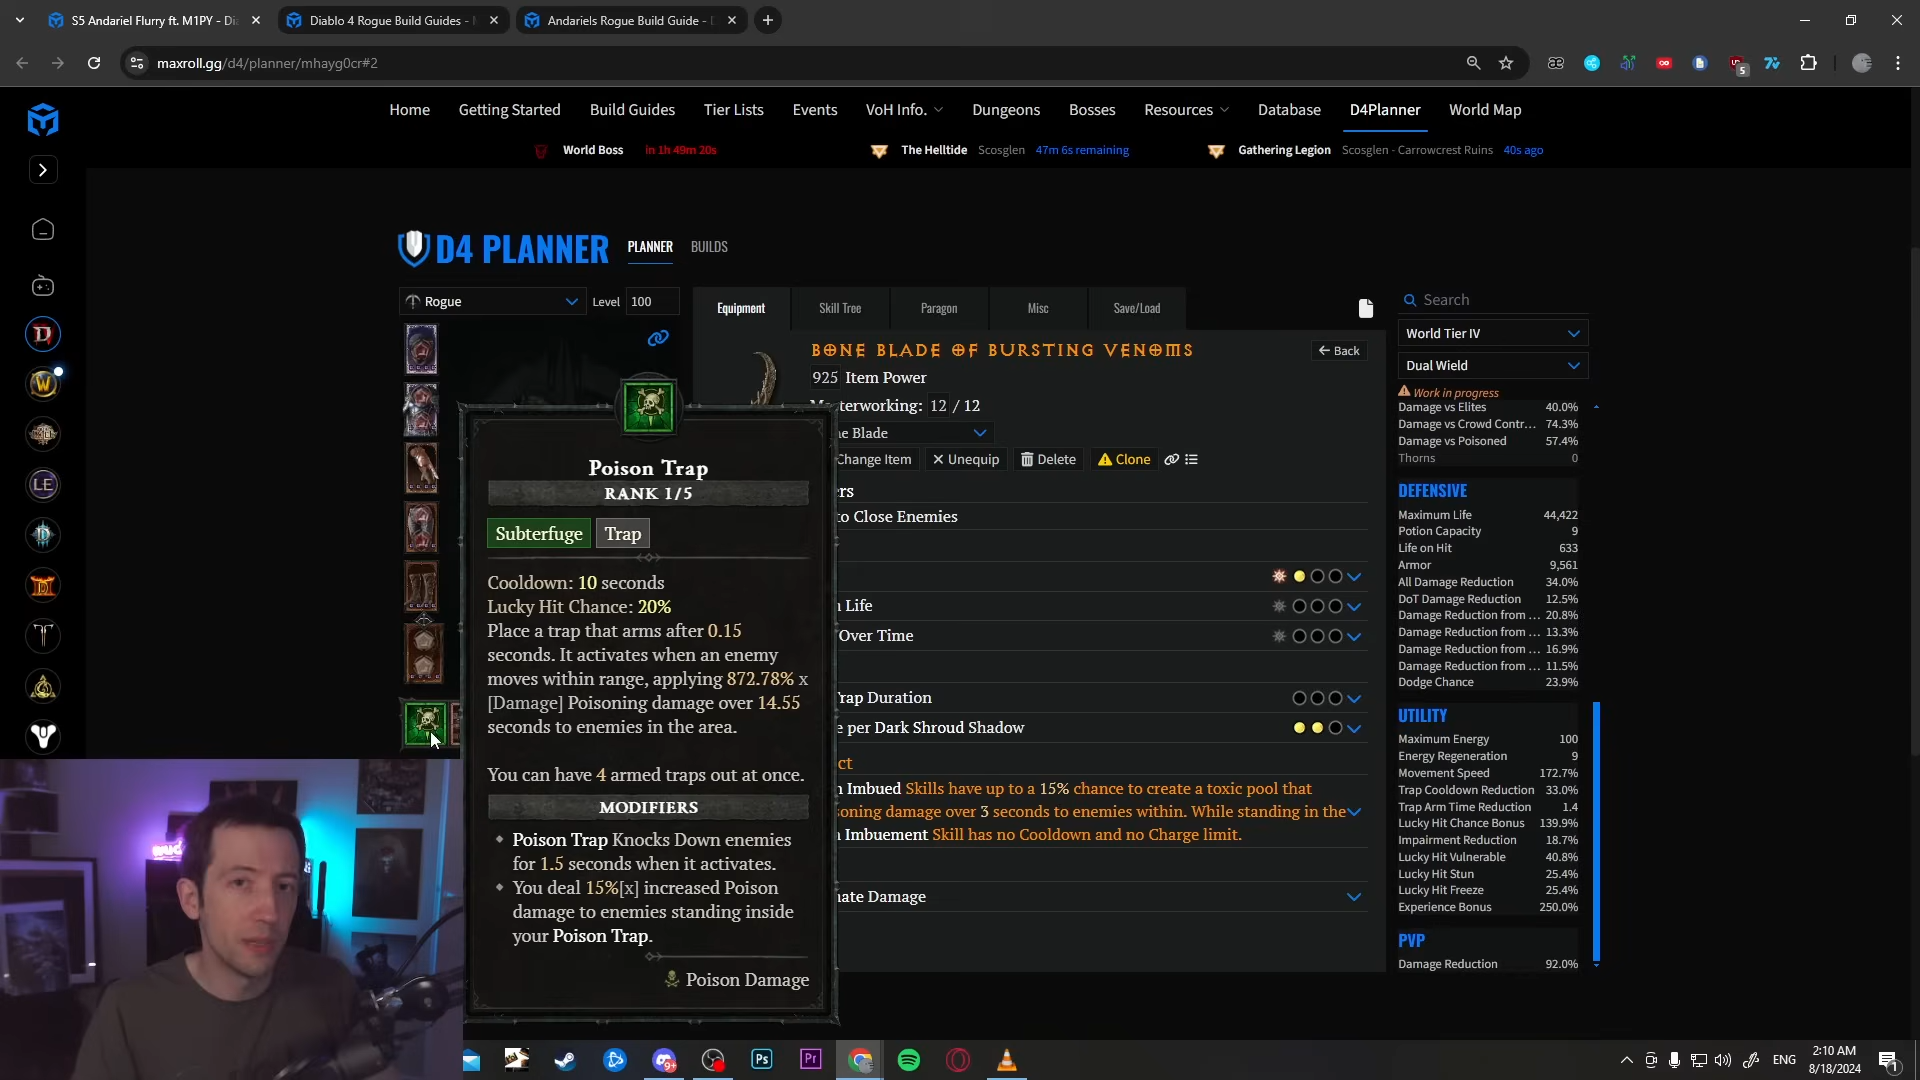 S5 Andariel Flurry ft. M1PY - Di
Diablo 4 Rogue Build Guides -
Andariels Rogue Build Guide -
maxroll.gg/d4/planner/mhayg0cr#2
5
Home
Getting Started
Build Guides
Tier Lists
Events
VoH Info.
Dungeons
Bosses
Resources
Database
D4Planner
World Map
World Boss in 1h 49m 20s
The Helltide Scosglen 47m 6s remaining
Gathering Legion Scosglen - Carrowcrest Ruins 40s ago
D4 PLANNER
PLANNER
BUILDS
Rogue
Level 100
Equipment
Skill Tree
Paragon
Misc
Save/Load
Search
World Tier IV
Dual Wield
Work in progress
BONE BLADE OF BURSTING VENOMS
Back
925 Item Power
terworking: 12 / 12
ne Blade
Change Item
Unequip
Delete
Clone
ers
to Close Enemies
Life
Over Time
rap Duration
e per Dark Shroud Shadow
ct
Imbued Skills have up to a 15% chance to create a toxic pool that
soning damage over 3 seconds to enemies within. While standing in the
Imbuement Skill has no Cooldown and no Charge limit.
nate Damage
Poison Trap
RANK 1/5
Subterfuge
Trap
Cooldown: 10 seconds
Lucky Hit Chance: 20%
Place a trap that arms after 0.15
seconds. It activates when an enemy
moves within range, applying 872.78% x
[Damage] Poisoning damage over 14.55
seconds to enemies in the area.
You can have 4 armed traps out at once.
MODIFIERS
Poison Trap Knocks Down enemies
for 1.5 seconds when it activates.
You deal 15%[x] increased Poison
damage to enemies standing inside
your Poison Trap.
Poison Damage
Damage vs Elites 40.0%
Damage vs Crowd Contr... 74.3%
Damage vs Poisoned 57.4%
Thorns 0
DEFENSIVE
Maximum Life 44,422
Potion Capacity 9
Life on Hit 633
Armor 9,561
All Damage Reduction 34.0%
DoT Damage Reduction 12.5%
Damage Reduction from ... 20.8%
Damage Reduction from ... 13.3%
Damage Reduction from ... 16.9%
Damage Reduction from ... 11.5%
Dodge Chance 23.9%
UTILITY
Maximum Energy 100
Energy Regeneration 9
Movement Speed 172.7%
Trap Cooldown Reduction 33.0%
Trap Arm Time Reduction 1.4
Lucky Hit Chance Bonus 139.9%
Impairment Reduction 18.7%
Lucky Hit Vulnerable 40.8%
Lucky Hit Stun 25.4%
Lucky Hit Freeze 25.4%
Experience Bonus 250.0%
PVP
Damage Reduction 92.0%
LE
9+
Ps
Pr
ENG
2:10 AM
8/18/2024
1